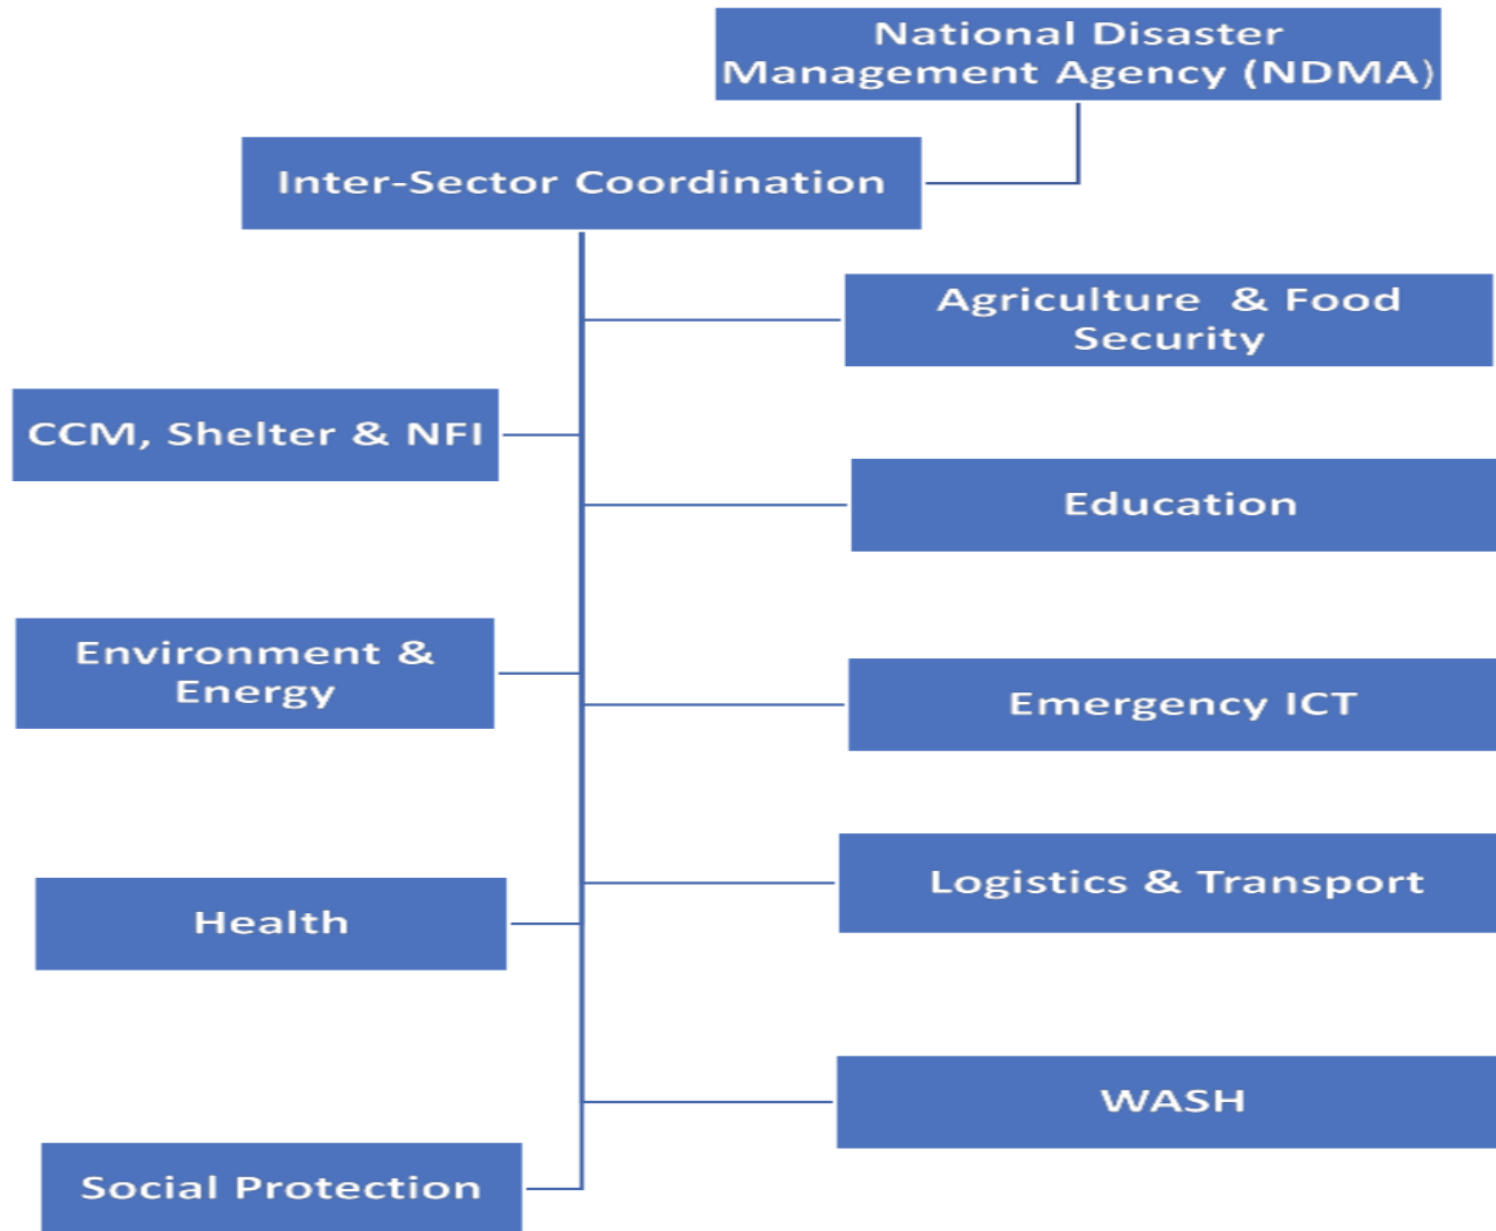 National Disaster
Management Agency (NDMA)
Inter-Sector Coordination
Agriculture & Food
Security
CCM, Shelter & NFI
Education
Environment &
Energy
Emergency ICT
Logistics & Transport
Health
WASH
Social Protection